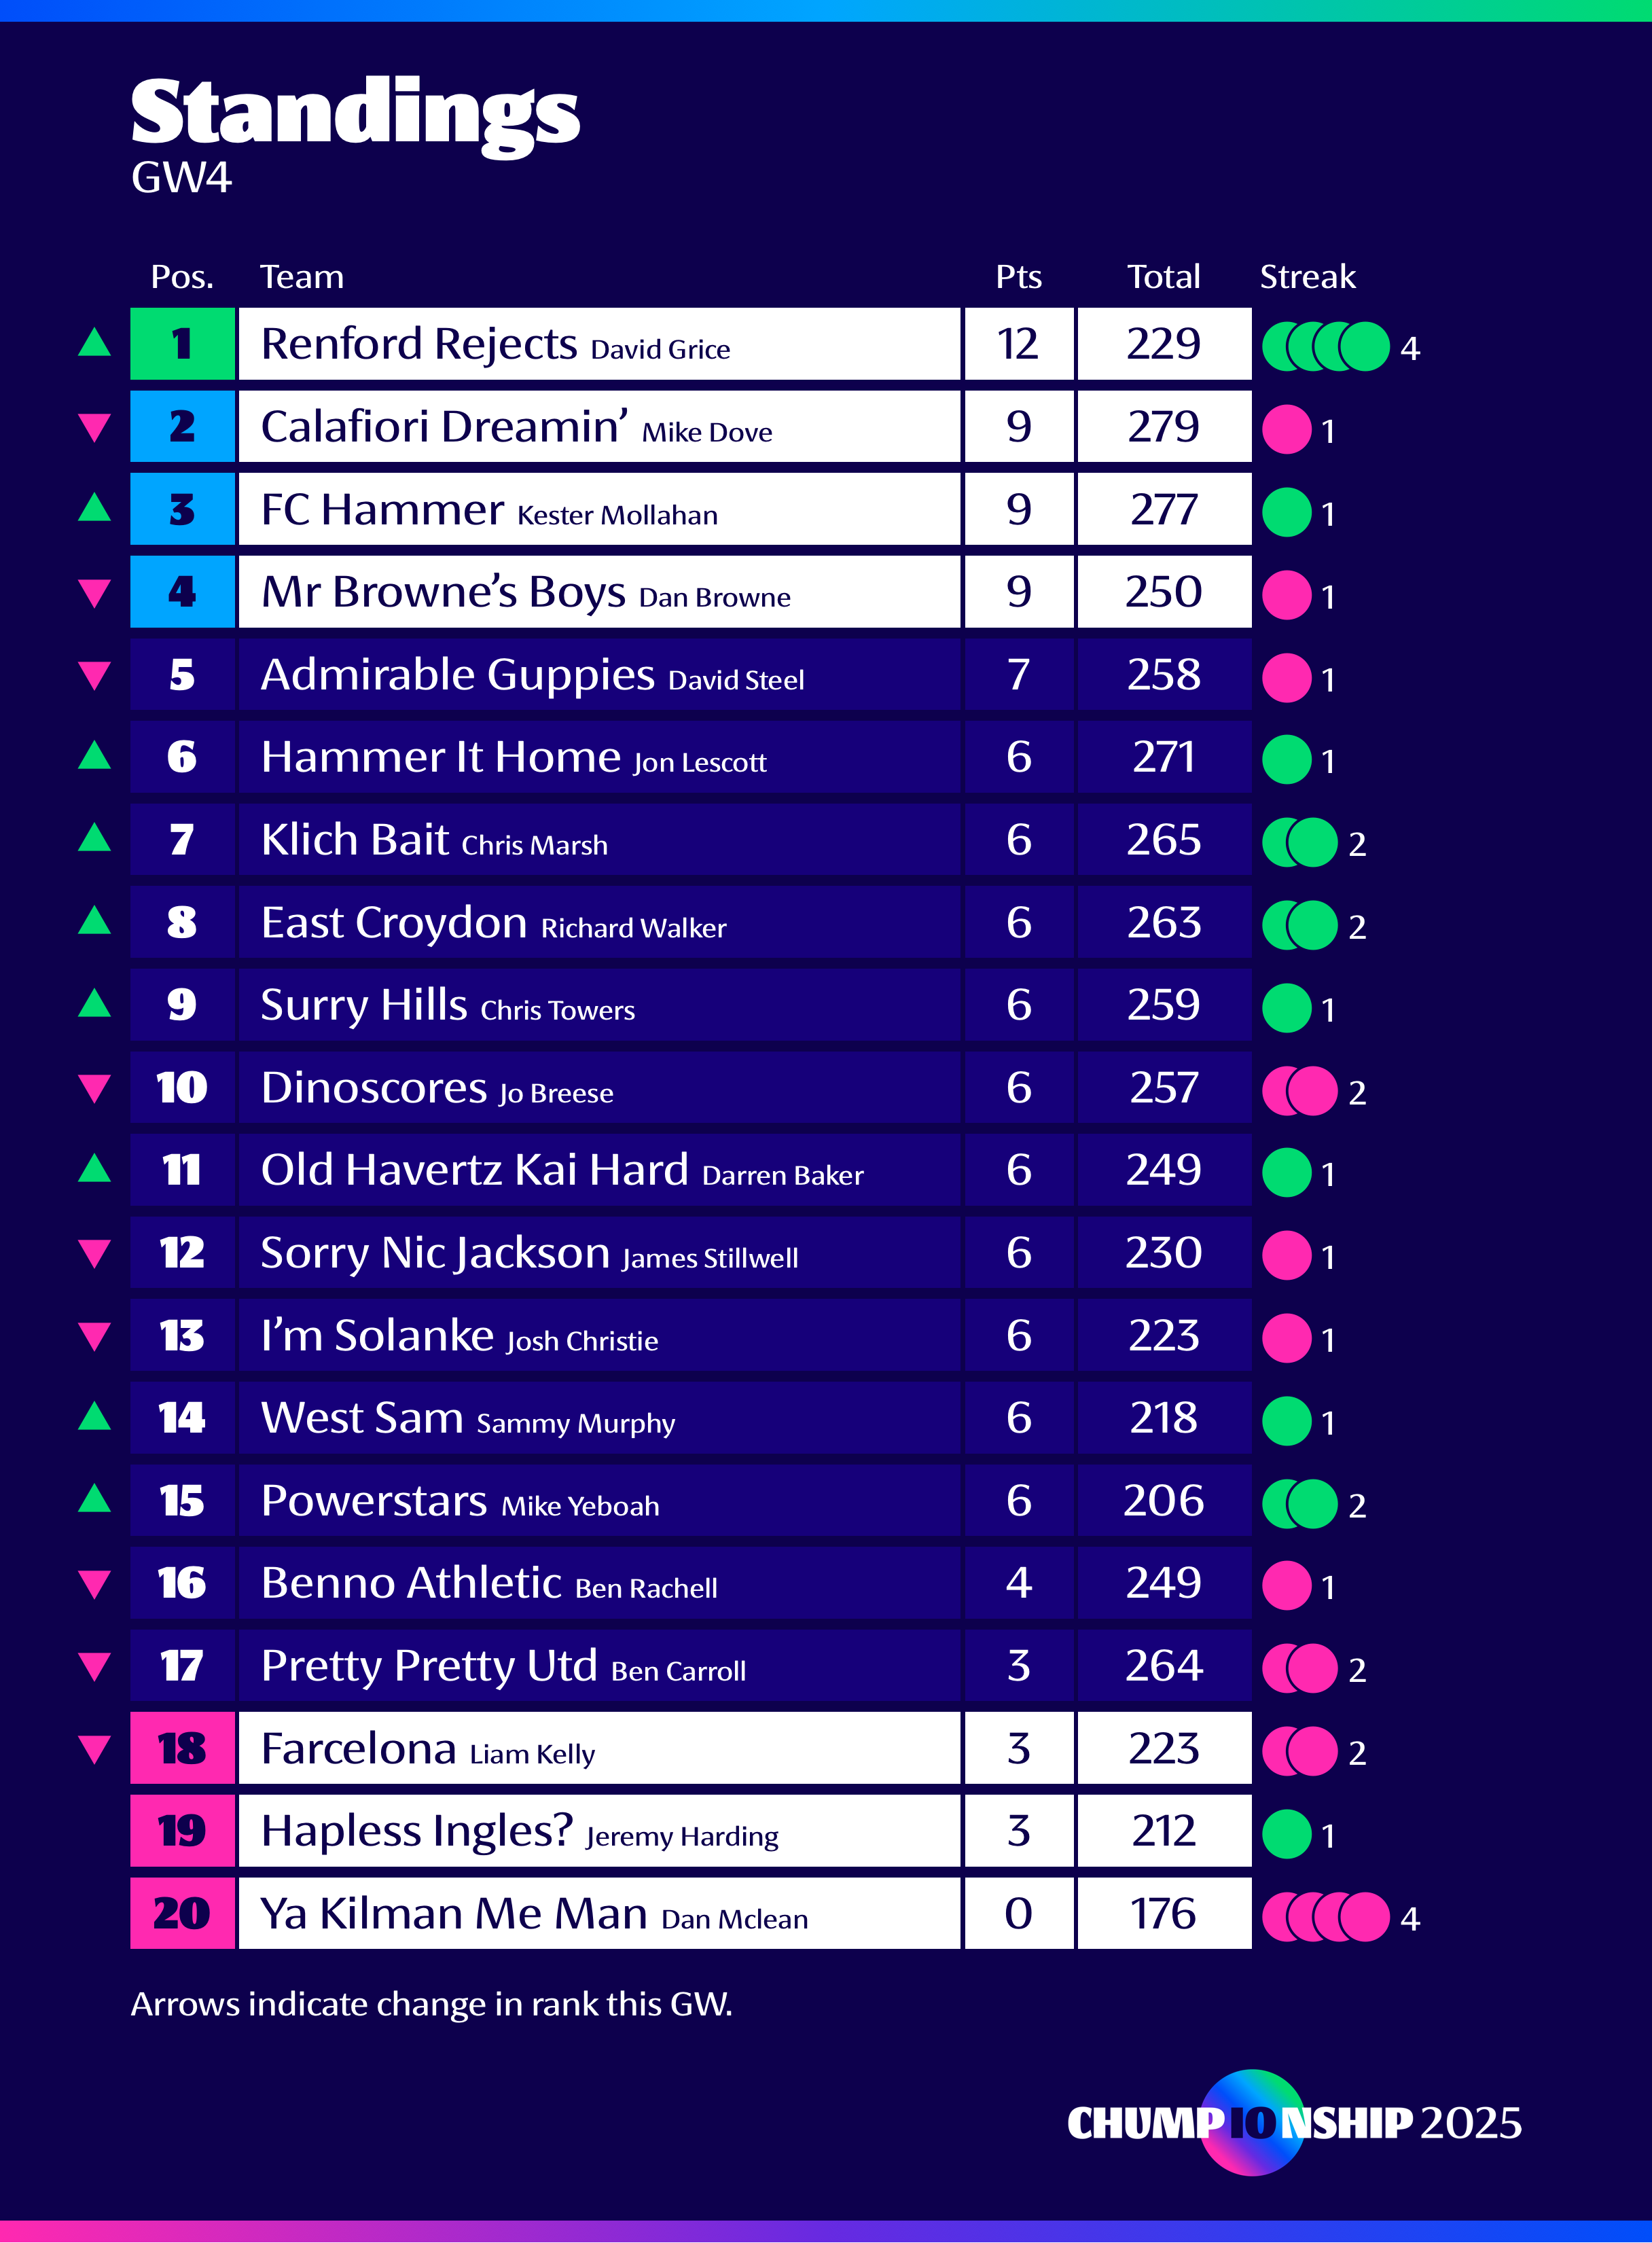 Standings
GW4
Pos. Team Pts Total Streak
1 Renford Rejects David Grice 12 229 4
2 Calafiori Dreamin’ Mike Dove 9 279 1
3 FC Hammer Kester Mollahan 9 277 1
4 Mr Browne’s Boys Dan Browne 9 250 1
5 Admirable Guppies David Steel 7 258 1
6 Hammer It Home Jon Lescott 6 271 1
7 Klich Bait Chris Marsh 6 265 2
8 East Croydon Richard Walker 6 263 2
9 Surry Hills Chris Towers 6 259 1
10 Dinoscores Jo Breese 6 257 2
11 Old Havertz Kai Hard Darren Baker 6 249 1
12 Sorry Nic Jackson James Stillwell 6 230 1
13 I’m Solanke Josh Christie 6 223 1
14 West Sam Sammy Murphy 6 218 1
15 Powerstars Mike Yeboah 6 206 2
16 Benno Athletic Ben Rachell 4 249 1
17 Pretty Pretty Utd Ben Carroll 3 264 2
18 Farcelona Liam Kelly 3 223 2
19 Hapless Ingles? Jeremy Harding 3 212 1
20 Ya Kilman Me Man Dan Mclean 0 176 4
Arrows indicate change in rank this GW.
CHUMP10NSHIP 2025